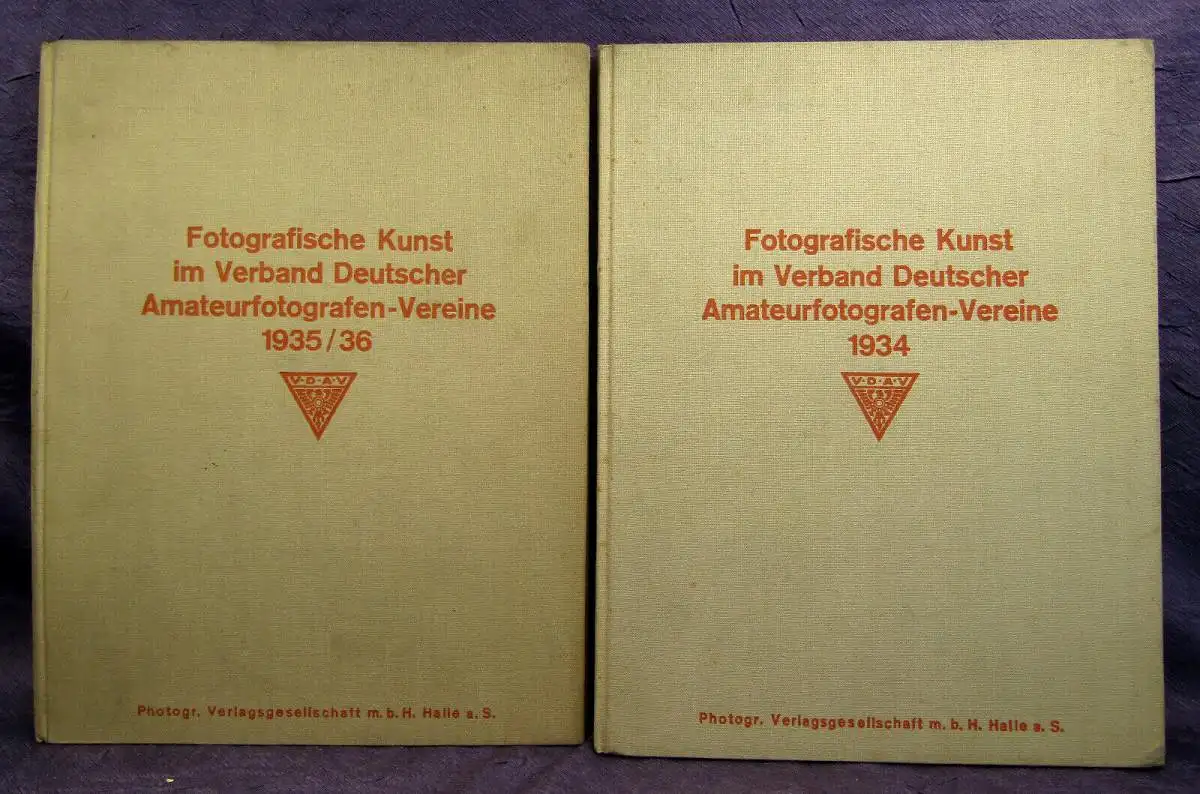 Fotografische Kunst
im Verband Deutscher
Amateurfotografen-Vereine
1935/36
V·D·A·V
Photogr. Verlagsgesellschaft m. b. H. Halle a. S.
Fotografische Kunst
im Verband Deutscher
Amateurfotografen-Vereine
1934
V·D·A·V
Photogr. Verlagsgesellschaft m. b. H. Halle a. S.